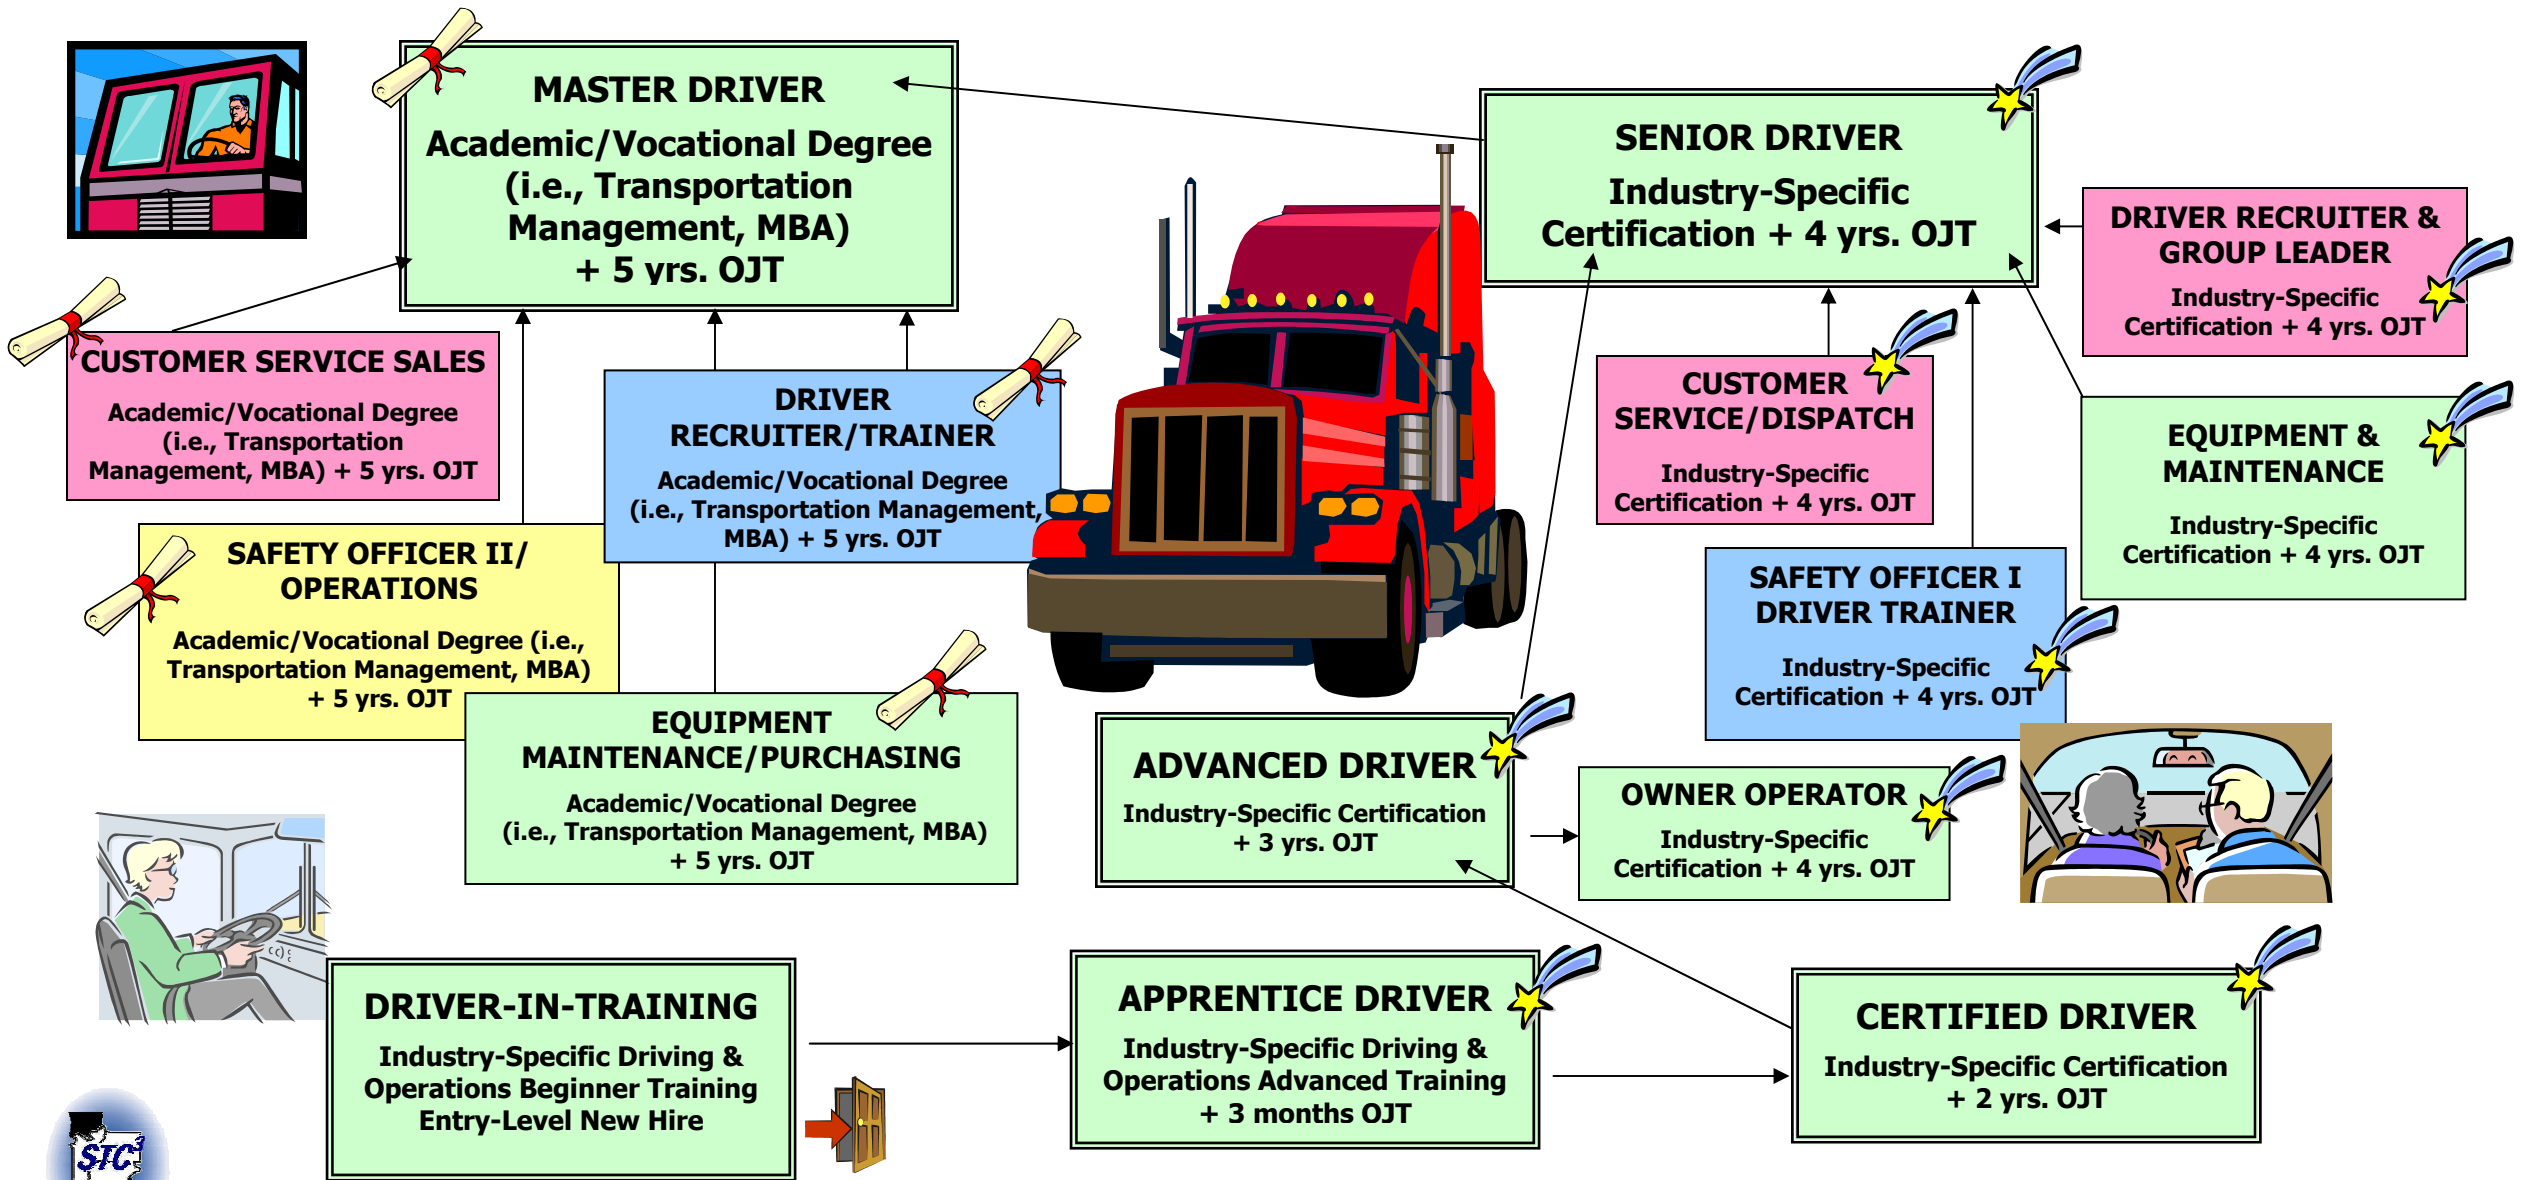 MASTER DRIVER
Academic/Vocational Degree
(i.e., Transportation
Management, MBA)
+ 5 yrs. OJT
SENIOR DRIVER
Industry-Specific
Certification + 4 yrs. OJT
DRIVER RECRUITER &
GROUP LEADER
Industry-Specific
Certification + 4 yrs. OJT
CUSTOMER SERVICE SALES
Academic/Vocational Degree
(i.e., Transportation
Management, MBA) + 5 yrs. OJT
DRIVER
RECRUITER/TRAINER
Academic/Vocational Degree
(i.e., Transportation Management,
MBA) + 5 yrs. OJT
CUSTOMER
SERVICE/DISPATCH
Industry-Specific
Certification + 4 yrs. OJT
EQUIPMENT &
MAINTENANCE
Industry-Specific
Certification + 4 yrs. OJT
SAFETY OFFICER II/
OPERATIONS
Academic/Vocational Degree (i.e.,
Transportation Management, MBA)
+ 5 yrs. OJT
SAFETY OFFICER I
DRIVER TRAINER
Industry-Specific
Certification + 4 yrs. OJT
EQUIPMENT
MAINTENANCE/PURCHASING
Academic/Vocational Degree
(i.e., Transportation Management, MBA)
+ 5 yrs. OJT
ADVANCED DRIVER
Industry-Specific Certification
+ 3 yrs. OJT
OWNER OPERATOR
Industry-Specific
Certification + 4 yrs. OJT
DRIVER-IN-TRAINING
Industry-Specific Driving &
Operations Beginner Training
Entry-Level New Hire
APPRENTICE DRIVER
Industry-Specific Driving &
Operations Advanced Training
+ 3 months OJT
CERTIFIED DRIVER
Industry-Specific Certification
+ 2 yrs. OJT
STC³